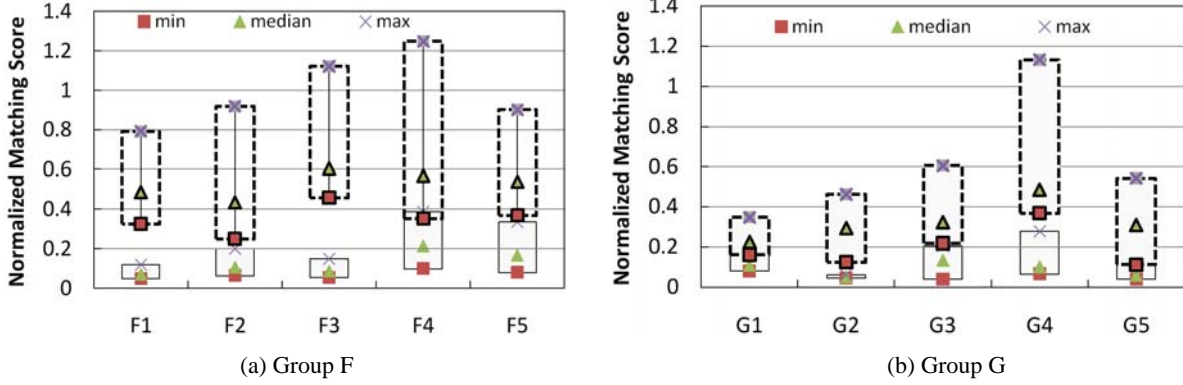 Normalized Matching Score
1.4
1.2
1
0.8
0.6
0.4
0.2
0
min median max
F1 F2 F3 F4 F5
(a) Group F
Normalized Matching Score
1.4
1.2
1
0.8
0.6
0.4
0.2
0
min median max
G1 G2 G3 G4 G5
(b) Group G